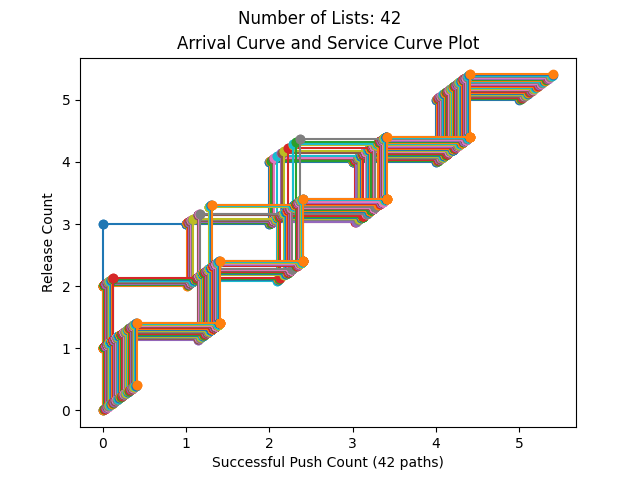 Number of Lists: 42
Arrival Curve and Service Curve Plot
5
4
3
2
1
0
Release Count
0 1 2 3 4 5
Successful Push Count (42 paths)